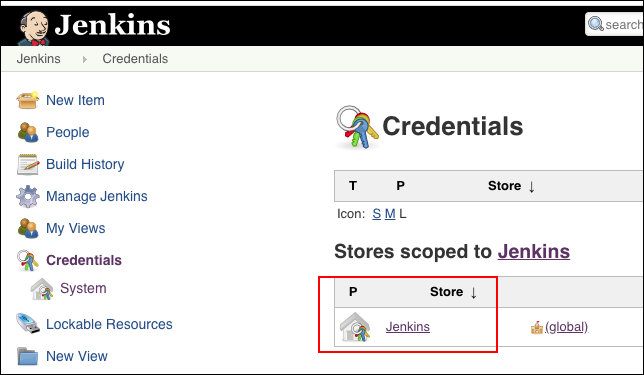 Jenkins
search
Jenkins Credentials
New Item
People
Build History
Manage Jenkins
My Views
Credentials
System
Lockable Resources
New View
Credentials
T P Store ↓
Icon: S M L
Stores scoped to Jenkins
P Store ↓
Jenkins (global)